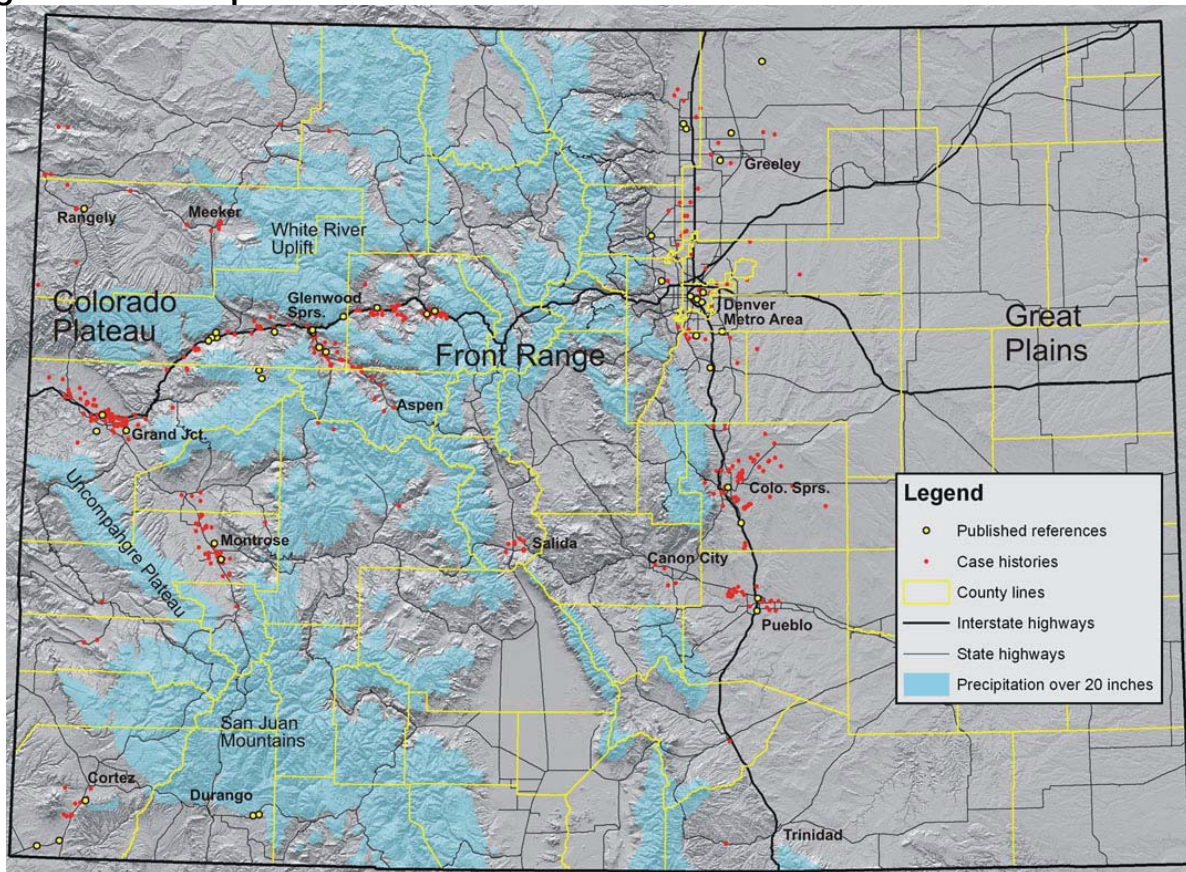 Greeley
Rangely
Meeker
White River
Uplift
Colorado
Plateau
Glenwood
Sprs.
Denver
Metro Area
Great
Plains
Front Range
Aspen
Grand Jct.
Uncompahgre Plateau
Colo. Sprs.
Montrose
Salida
Canon City
Pueblo
San Juan
Mountains
Cortez
Durango
Trinidad
Legend
Published references
Case histories
County lines
Interstate highways
State highways
Precipitation over 20 inches